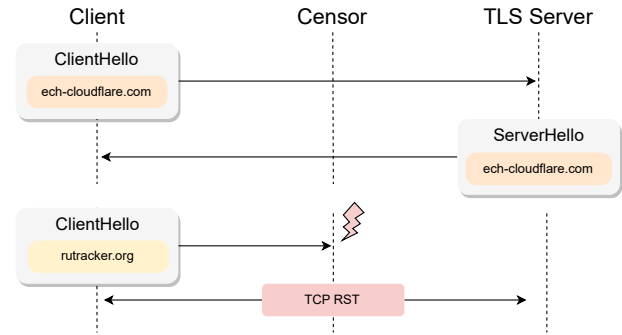 Client
Censor
TLS Server
ClientHello
ech-cloudflare.com
ServerHello
ech-cloudflare.com
ClientHello
rutracker.org
TCP RST